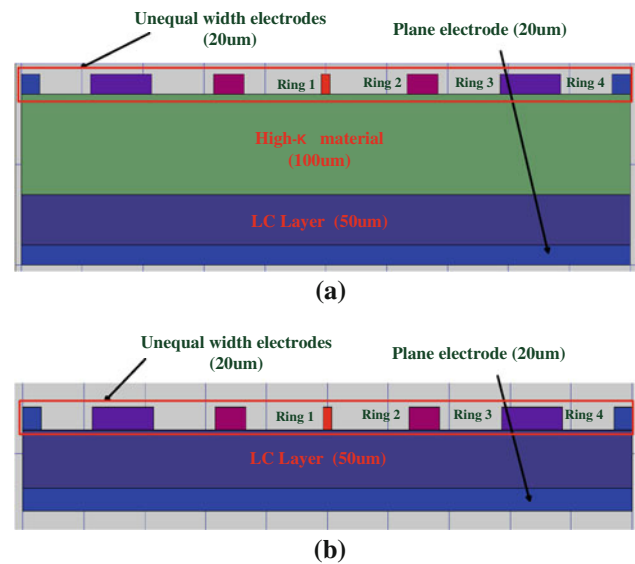 Unequal width electrodes
(20um)
Plane electrode (20um)
Ring 1
Ring 2
Ring 3
Ring 4
High-κ material
(100um)
LC Layer (50um)
(a)
Unequal width electrodes
(20um)
Plane electrode (20um)
Ring 1
Ring 2
Ring 3
Ring 4
LC Layer (50um)
(b)